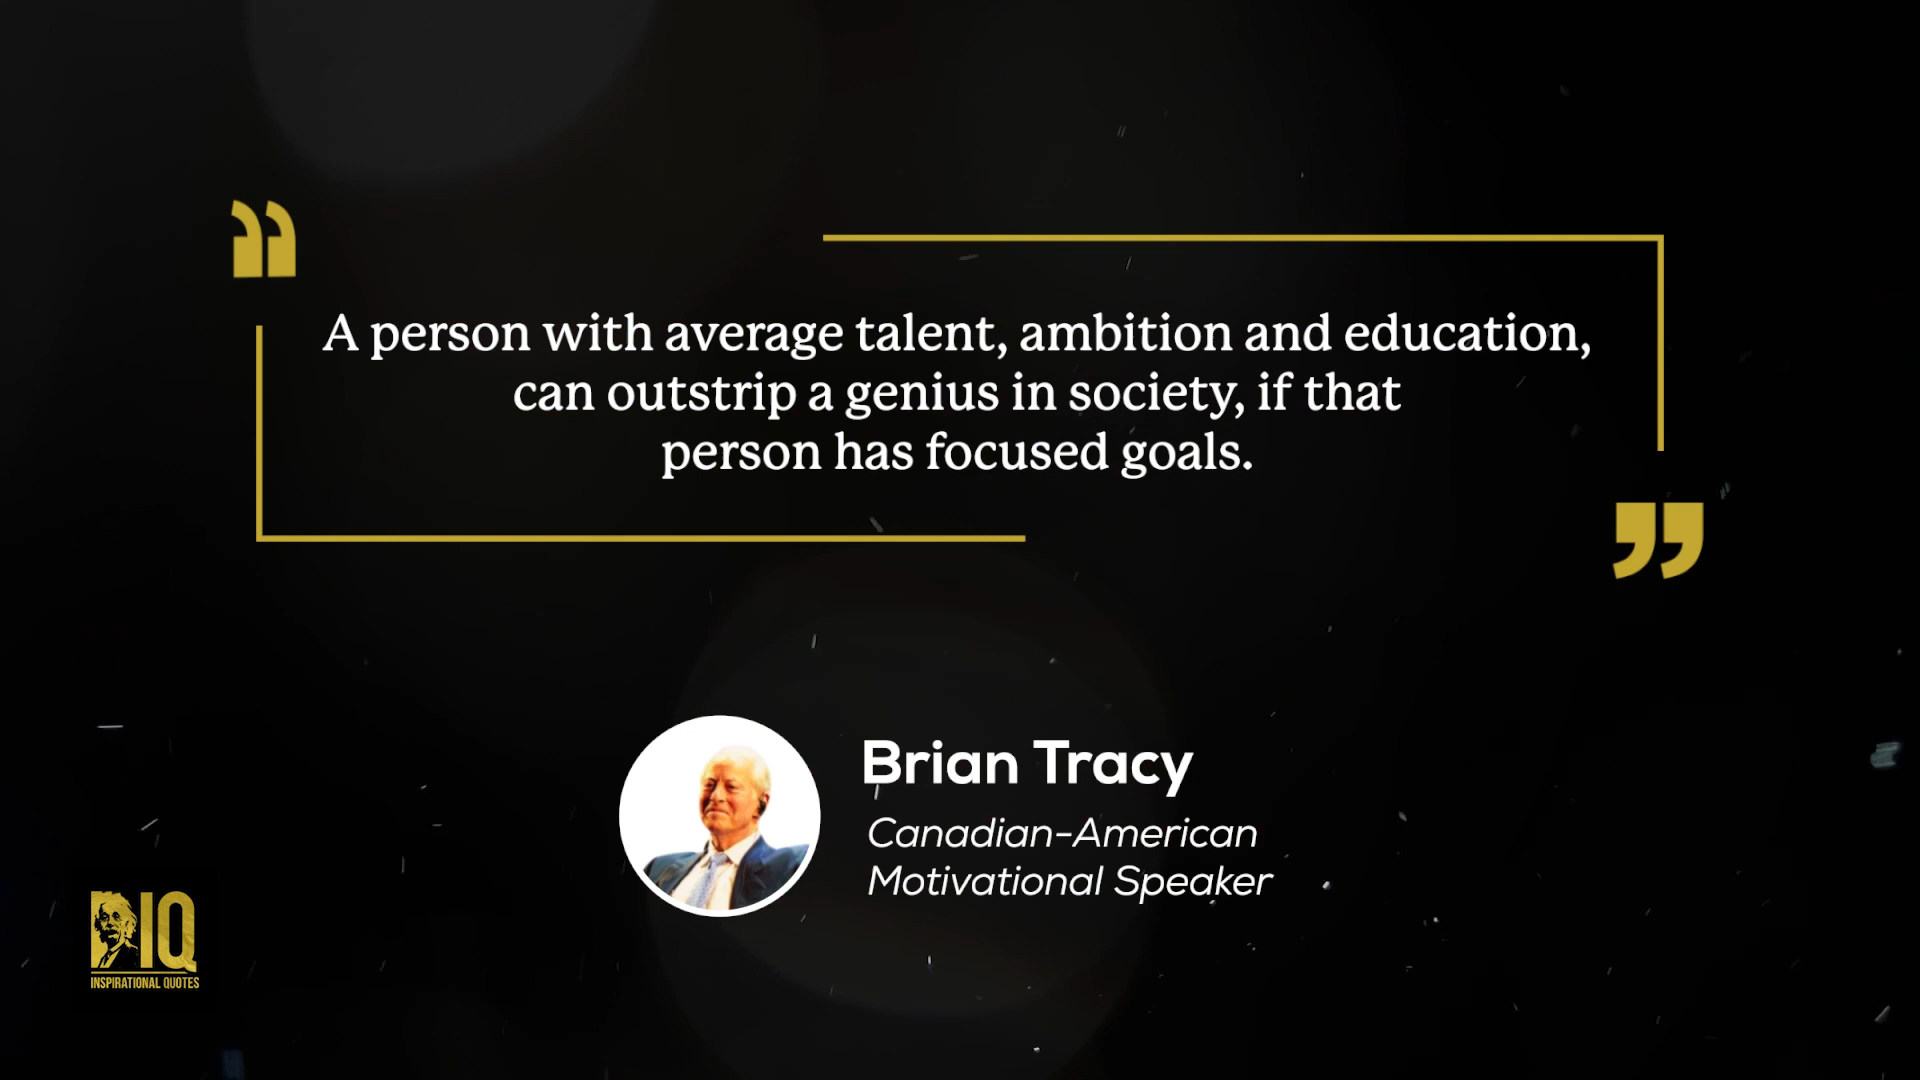 A person with average talent, ambition and education,
can outstrip a genius in society, if that
person has focused goals.
Brian Tracy
Canadian-American
Motivational Speaker
IQ
INSPIRATIONAL QUOTES